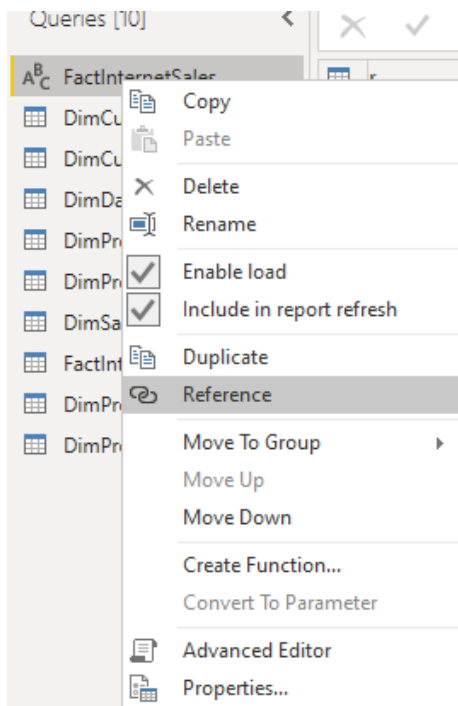 Queries [10]
ABC FactInternetSales
Copy
DimCu
Paste
DimCu
Delete
DimDa
Rename
DimPr
Enable load
DimPr
Include in report refresh
DimSa
Duplicate
FactInt
Reference
DimPr
Move To Group
DimPr
Move Up
Move Down
Create Function...
Convert To Parameter
Advanced Editor
Properties...